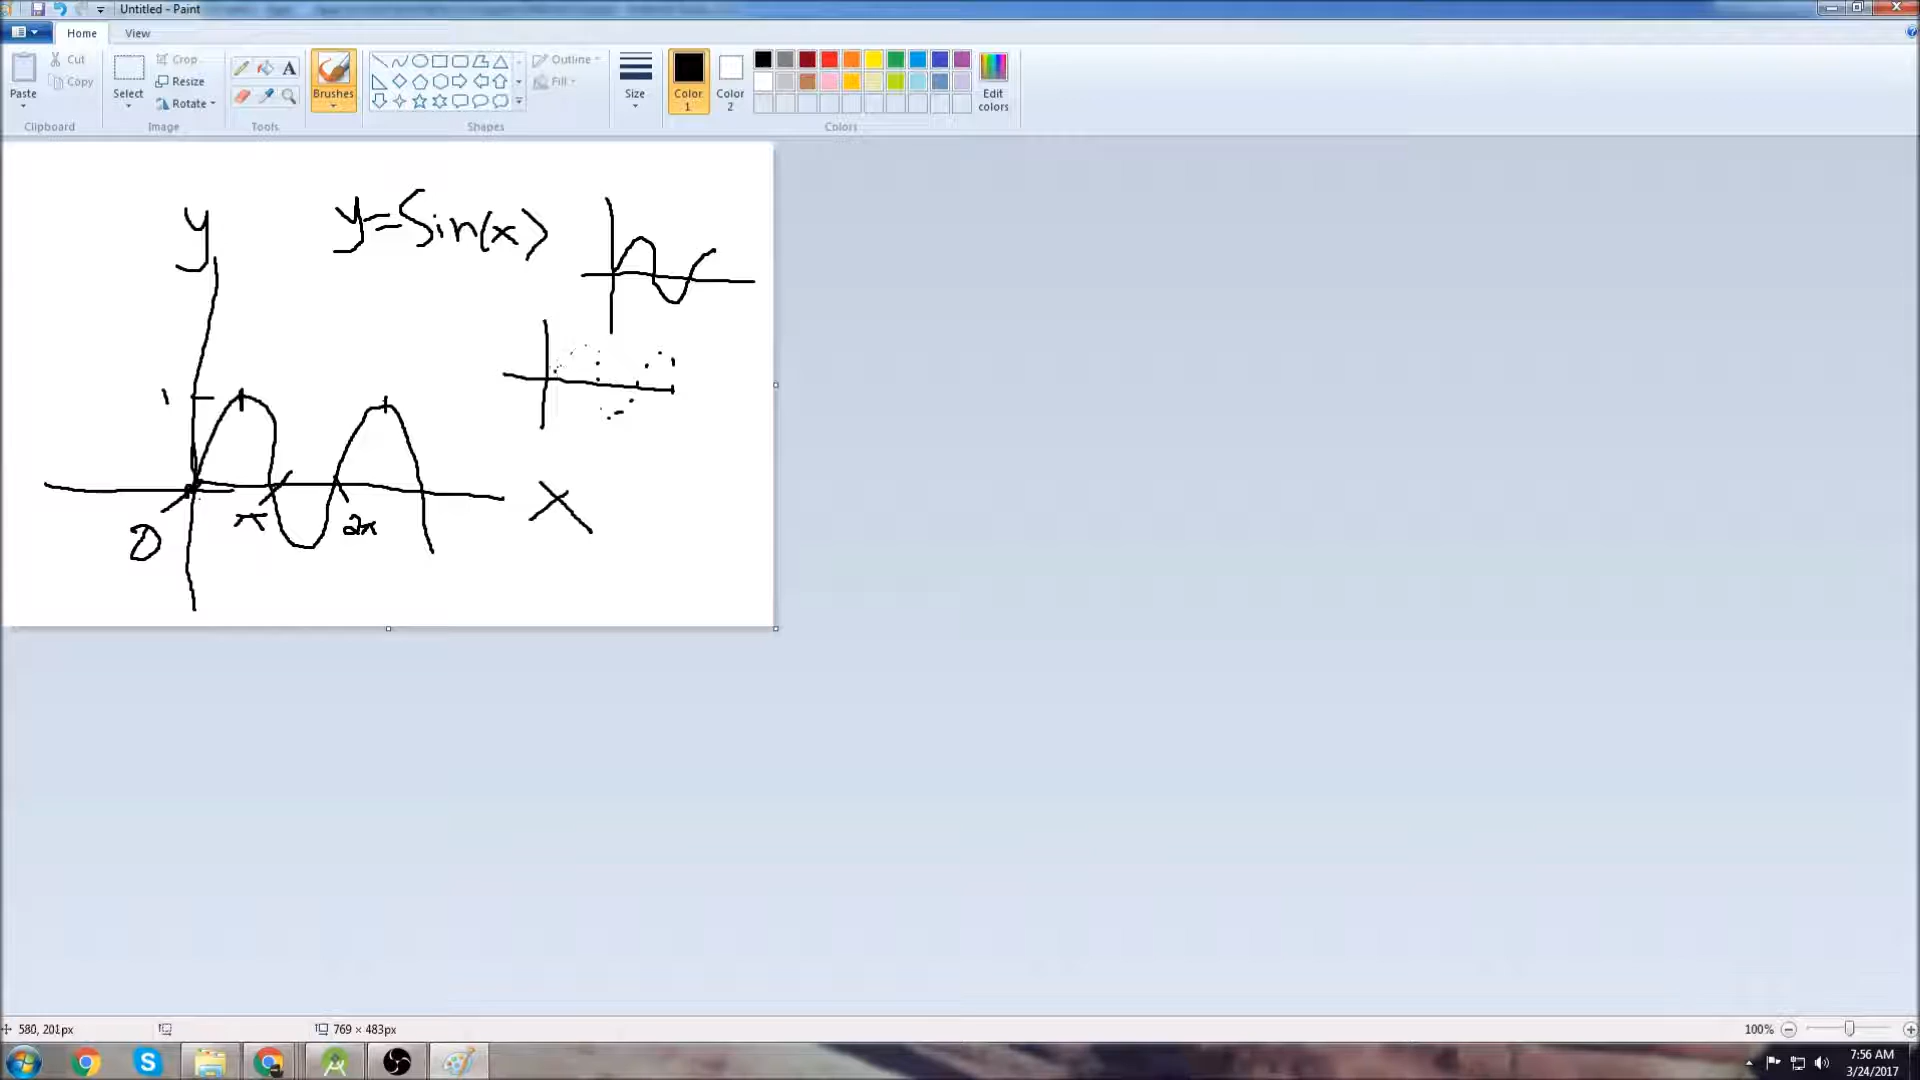 Untitled - Paint
Home View
Paste
Cut
Copy
Clipboard
Select
Crop
Resize
Rotate
Image
A
Tools
Brushes
Shapes
Outline
Fill
Size
Color 1
Color 2
Edit colors
Colors
y
y=Sin(x)
1
0
π
2π
X
580, 201px
769 × 483px
100%
7:56 AM
3/24/2017